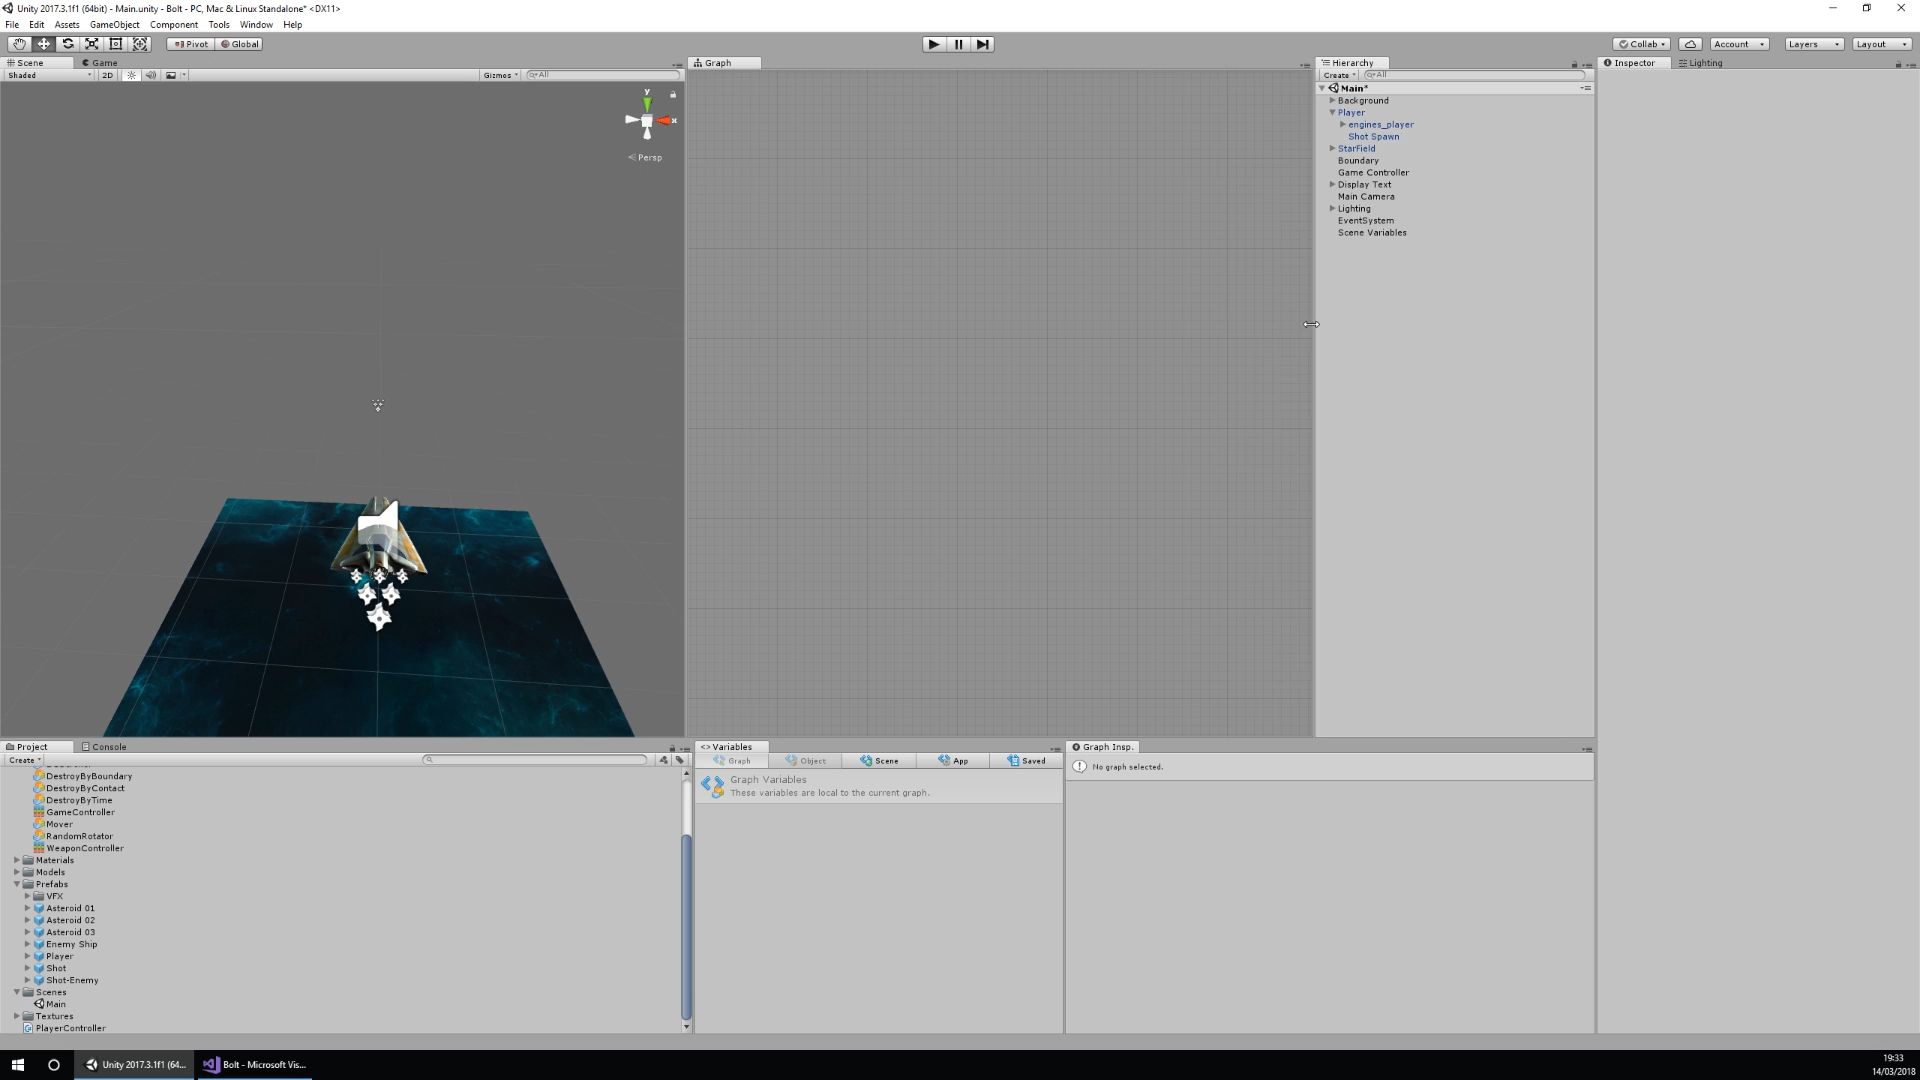 Unity 2017.3.1f1 (64bit) - Main.unity - Bolt - PC, Mac & Linux Standalone* <DX11>
File Edit Assets GameObject Component Tools Window Help
Pivot Global Collab Account Layers Layout
Scene Game
Shaded 2D Gizmos All
y
x
Persp
Graph
Hierarchy
Create All
Main*
Background
Player
engines_player
Shot Spawn
StarField
Boundary
Game Controller
Display Text
Main Camera
Lighting
EventSystem
Scene Variables
Inspector Lighting
Project Console
Create
DestroyByBoundary
DestroyByContact
DestroyByTime
GameController
Mover
RandomRotator
WeaponController
Materials
Models
Prefabs
VFX
Asteroid 01
Asteroid 02
Asteroid 03
Enemy Ship
Player
Shot
Shot-Enemy
Scenes
Main
Textures
PlayerController
<> Variables
Graph Object Scene App Saved
Graph Variables
These variables are local to the current graph.
Graph Insp.
No graph selected.
Unity 2017.3.1f1 (64...
Bolt - Microsoft Vis...
19:33
14/03/2018